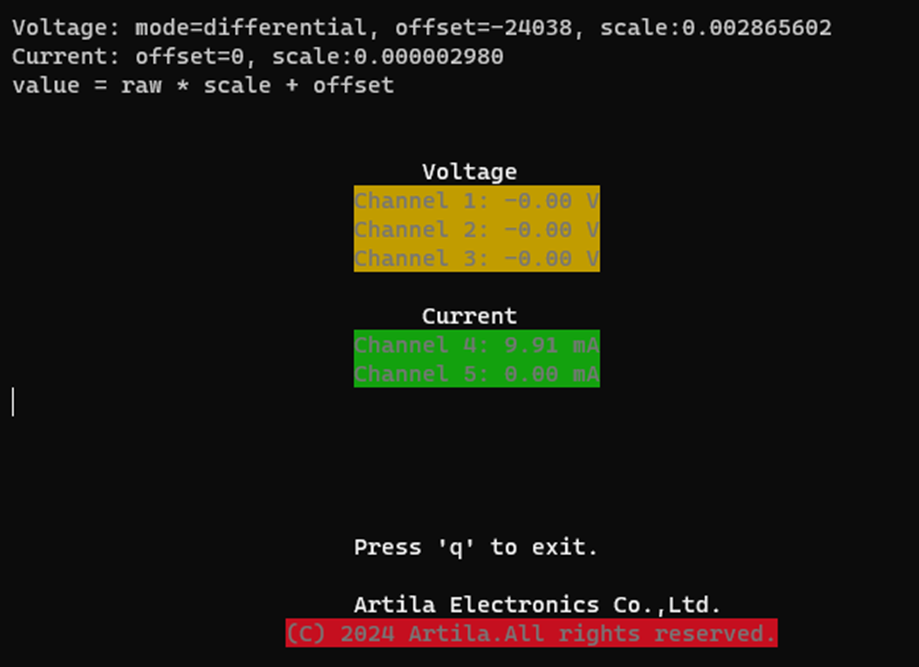 Voltage: mode=differential, offset=-24038, scale:0.002865602
Current: offset=0, scale:0.000002980
value = raw * scale + offset
Voltage
Channel 1: -0.00 V
Channel 2: -0.00 V
Channel 3: -0.00 V
Current
Channel 4: 9.91 mA
Channel 5: 0.00 mA
Press 'q' to exit.
Artila Electronics Co.,Ltd.
(C) 2024 Artila.All rights reserved.